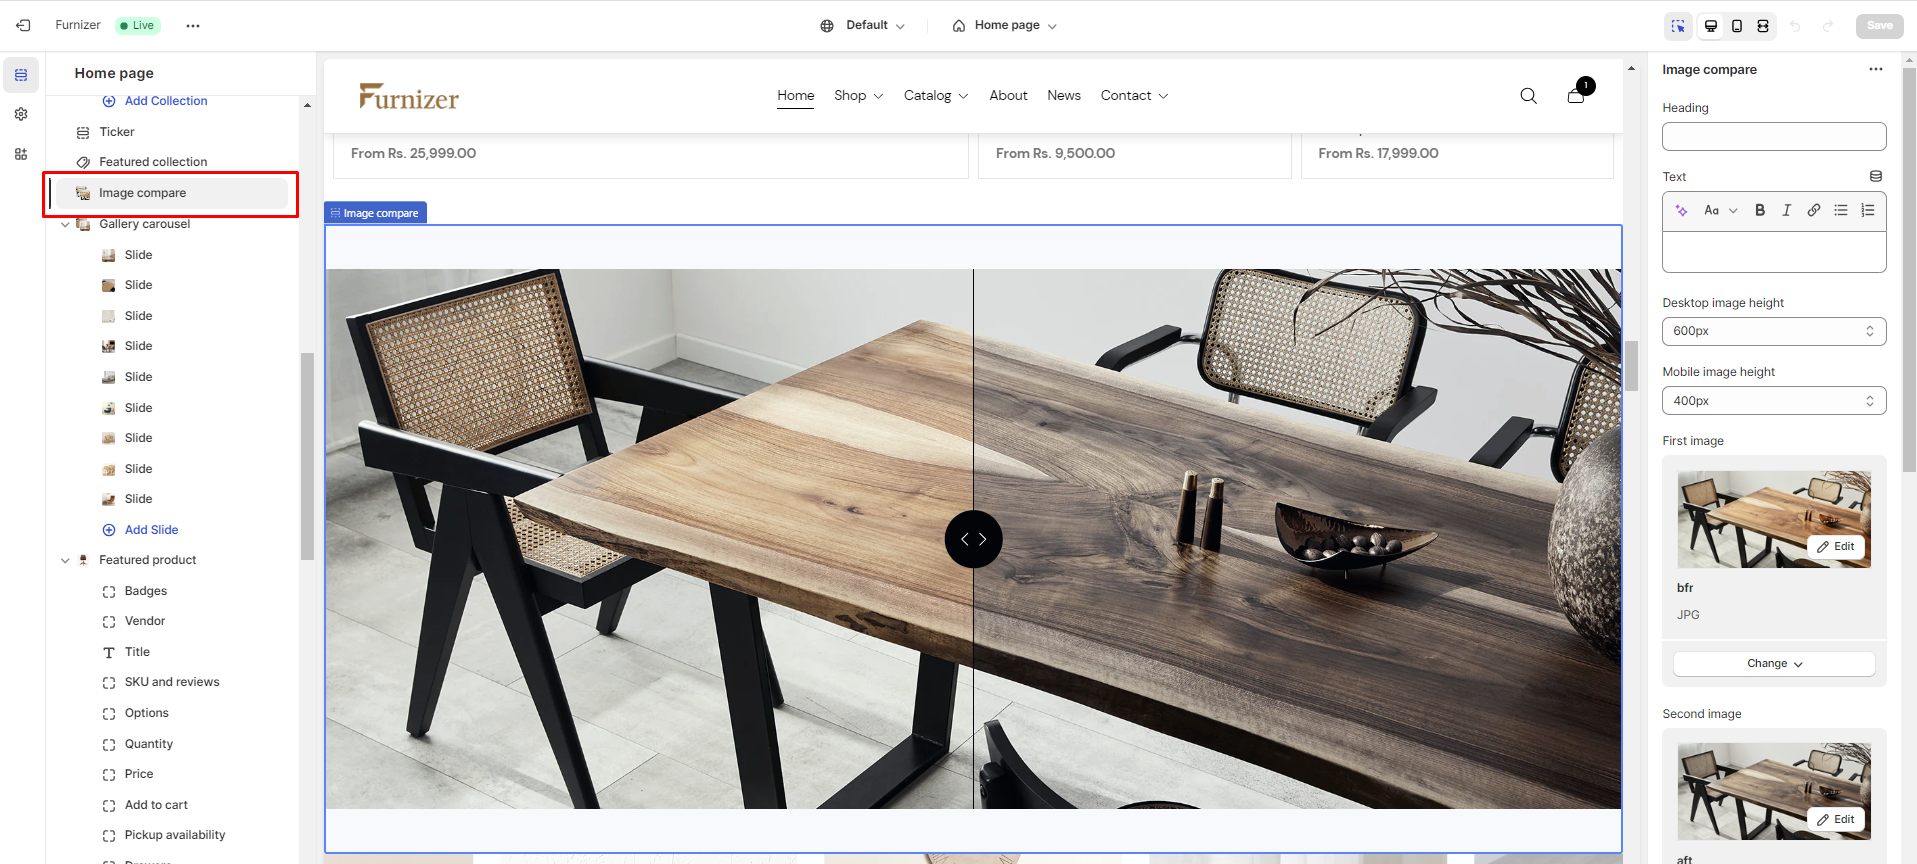 Furnizer
Live
Default
Home page
Save
Home page
Add Collection
Ticker
Featured collection
Image compare
Gallery carousel
Slide
Slide
Slide
Slide
Slide
Slide
Slide
Slide
Slide
Add Slide
Featured product
Badges
Vendor
Title
SKU and reviews
Options
Quantity
Price
Add to cart
Pickup availability
Furnizer
Home Shop Catalog About News Contact
1
From Rs. 25,999.00
From Rs. 9,500.00
From Rs. 17,999.00
Image compare
Image compare
Heading
Text
Aa B I
Desktop image height
600px
Mobile image height
400px
First image
Edit
bfr
JPG
Change
Second image
Edit
aft